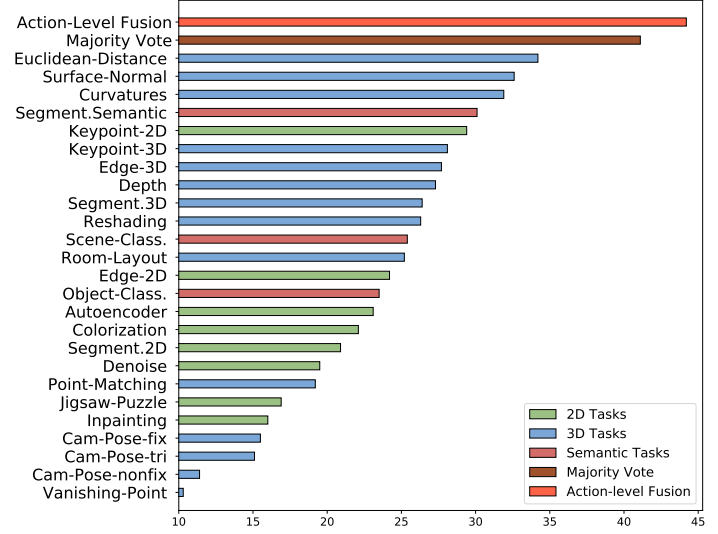 Action-Level Fusion
Majority Vote
Euclidean-Distance
Surface-Normal
Curvatures
Segment.Semantic
Keypoint-2D
Keypoint-3D
Edge-3D
Depth
Segment.3D
Reshading
Scene-Class.
Room-Layout
Edge-2D
Object-Class.
Autoencoder
Colorization
Segment.2D
Denoise
Point-Matching
Jigsaw-Puzzle
Inpainting
Cam-Pose-fix
Cam-Pose-tri
Cam-Pose-nonfix
Vanishing-Point
2D Tasks
3D Tasks
Semantic Tasks
Majority Vote
Action-level Fusion
10 15 20 25 30 35 40 45